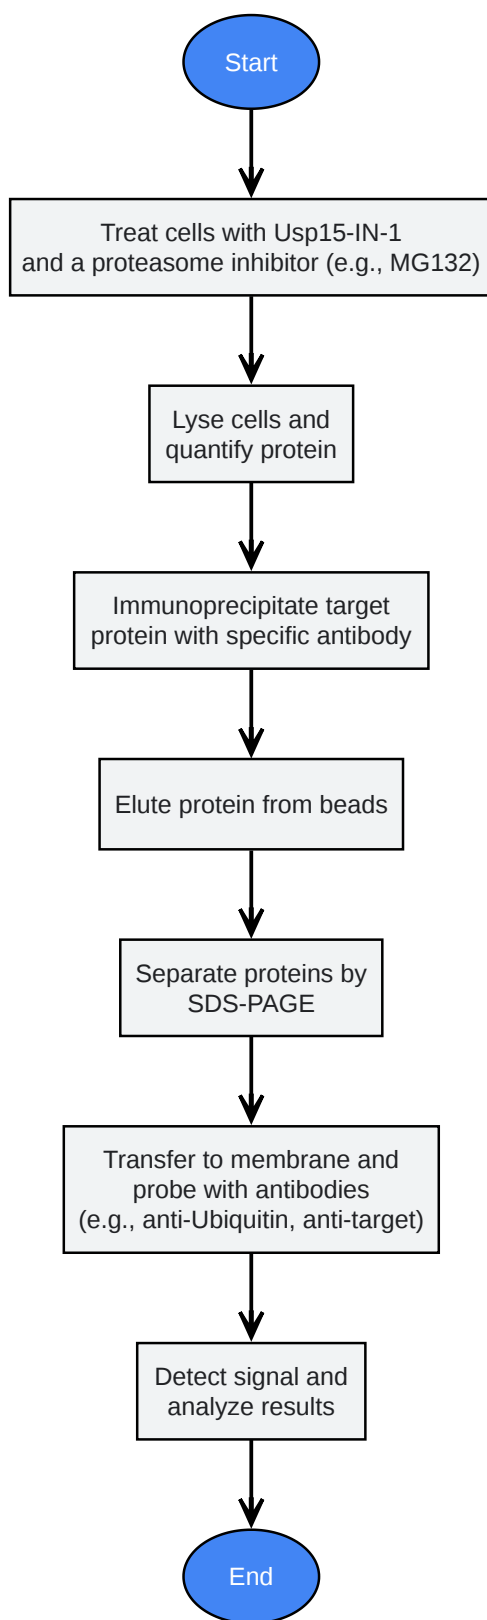 Start
Treat cells with Usp15-IN-1
and a proteasome inhibitor (e.g., MG132)
Lyse cells and
quantify protein
Immunoprecipitate target
protein with specific antibody
Elute protein from beads
Separate proteins by
SDS-PAGE
Transfer to membrane and
probe with antibodies
(e.g., anti-Ubiquitin, anti-target)
Detect signal and
analyze results
End